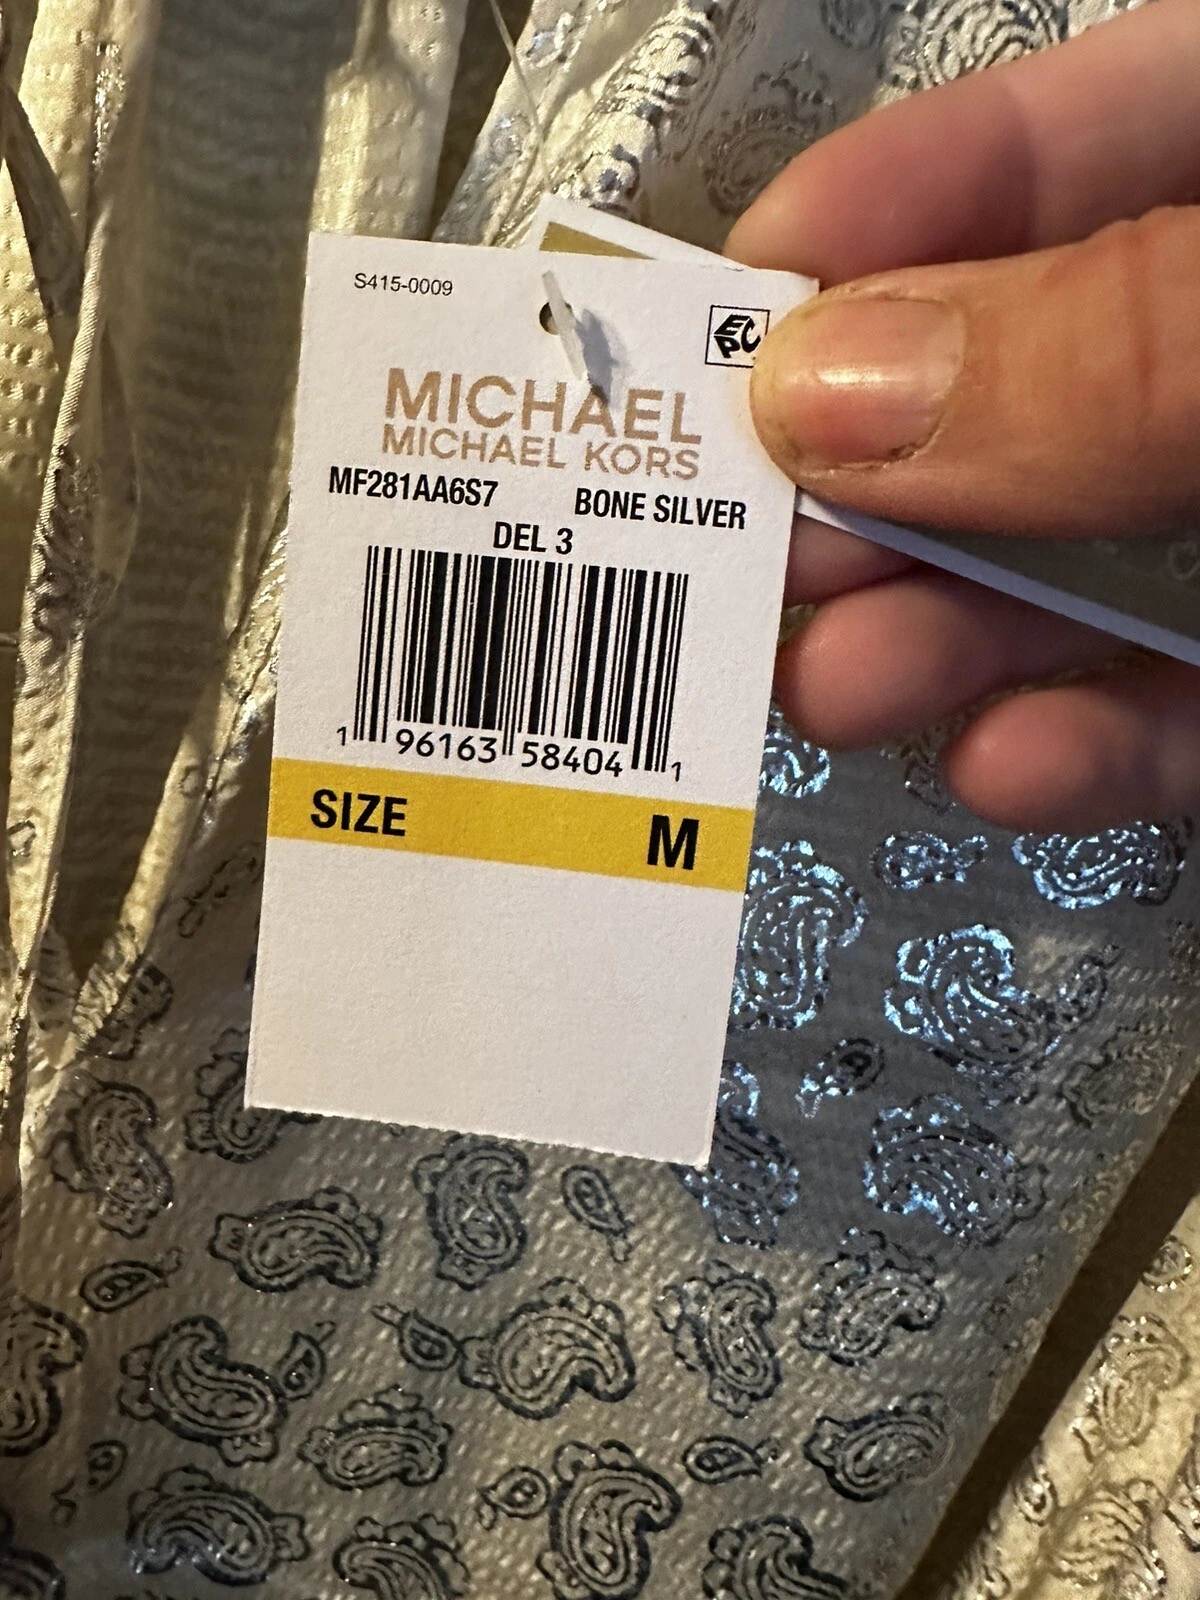 S415-0009
EPC
MICHAEL
MICHAEL KORS
MF281AA6S7 BONE SILVER
DEL 3
1 96163 58404 1
SIZE M